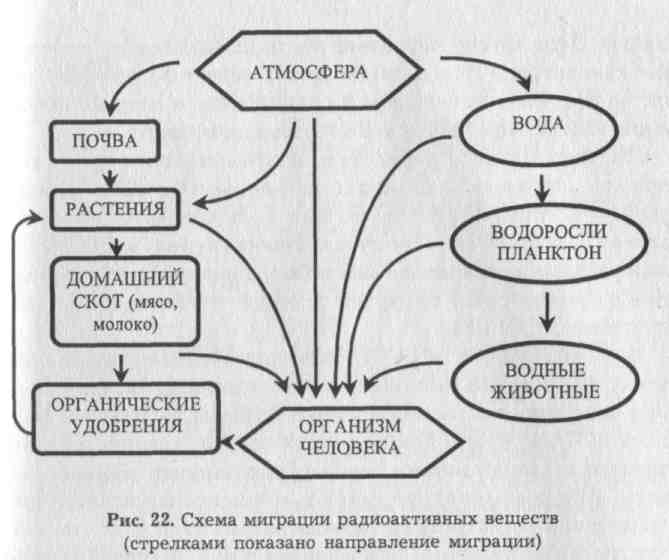 АТМОСФЕРА
ПОЧВА
ВОДА
РАСТЕНИЯ
ВОДОРОСЛИ
ПЛАНКТОН
ДОМАШНИЙ
СКОТ (мясо,
молоко)
ВОДНЫЕ
ЖИВОТНЫЕ
ОРГАНИЧЕСКИЕ
УДОБРЕНИЯ
ОРГАНИЗМ
ЧЕЛОВЕКА
Рис. 22. Схема миграции радиоактивных веществ
(стрелками показано направление миграции)